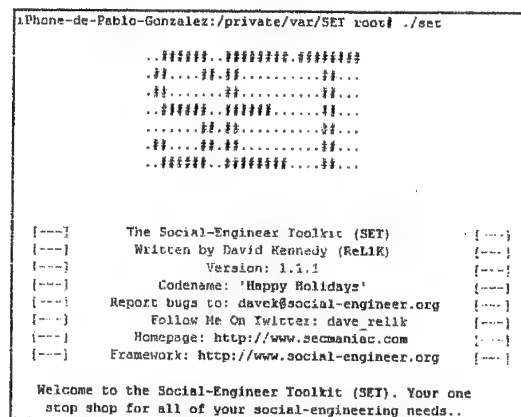 iPhone-de-Pablo-Gonzalez:/private/var/SET root# ./set
..######..########.########
.##....##.##..........##...
.##.......##..........##...
..######..######......##...
.......##.##..........##...
.##....##.##..........##...
..######..########....##...
[---] The Social-Engineer Toolkit (SET) [---]
[---] Written by David Kennedy (ReL1K) [---]
[---] Version: 1.1.1 [---]
[---] Codename: 'Happy Holidays' [---]
[---] Report bugs to: davek@social-engineer.org [---]
[---] Follow Me On Twitter: dave_rel1k [---]
[---] Homepage: http://www.secmaniac.com [---]
[---] Framework: http://www.social-engineer.org [---]
Welcome to the Social-Engineer Toolkit (SET). Your one
stop shop for all of your social-engineering needs..